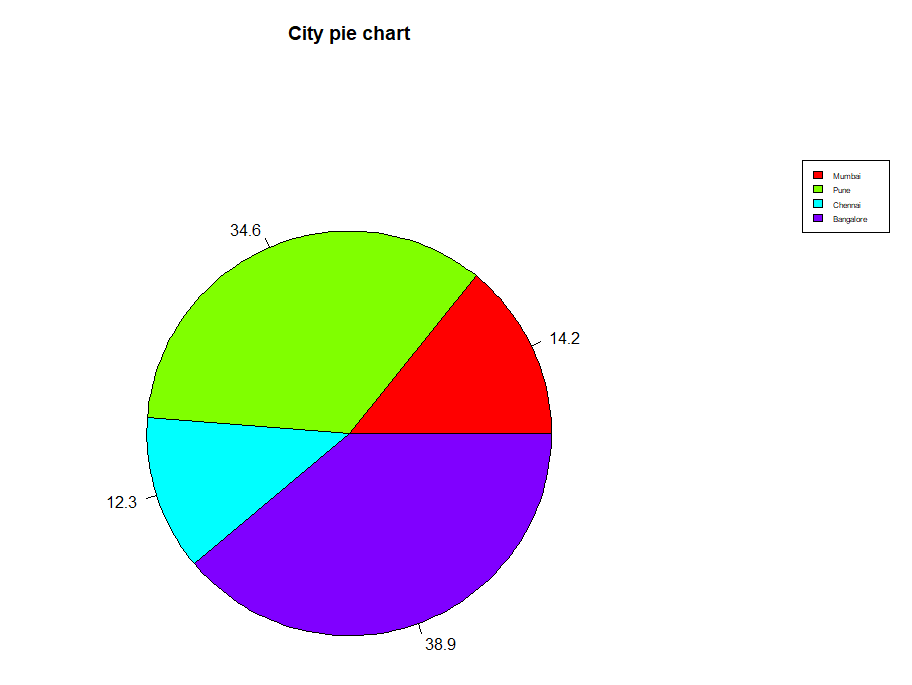 City pie chart
Mumbai
Pune
Chennai
Bangalore
34.6
14.2
12.3
38.9